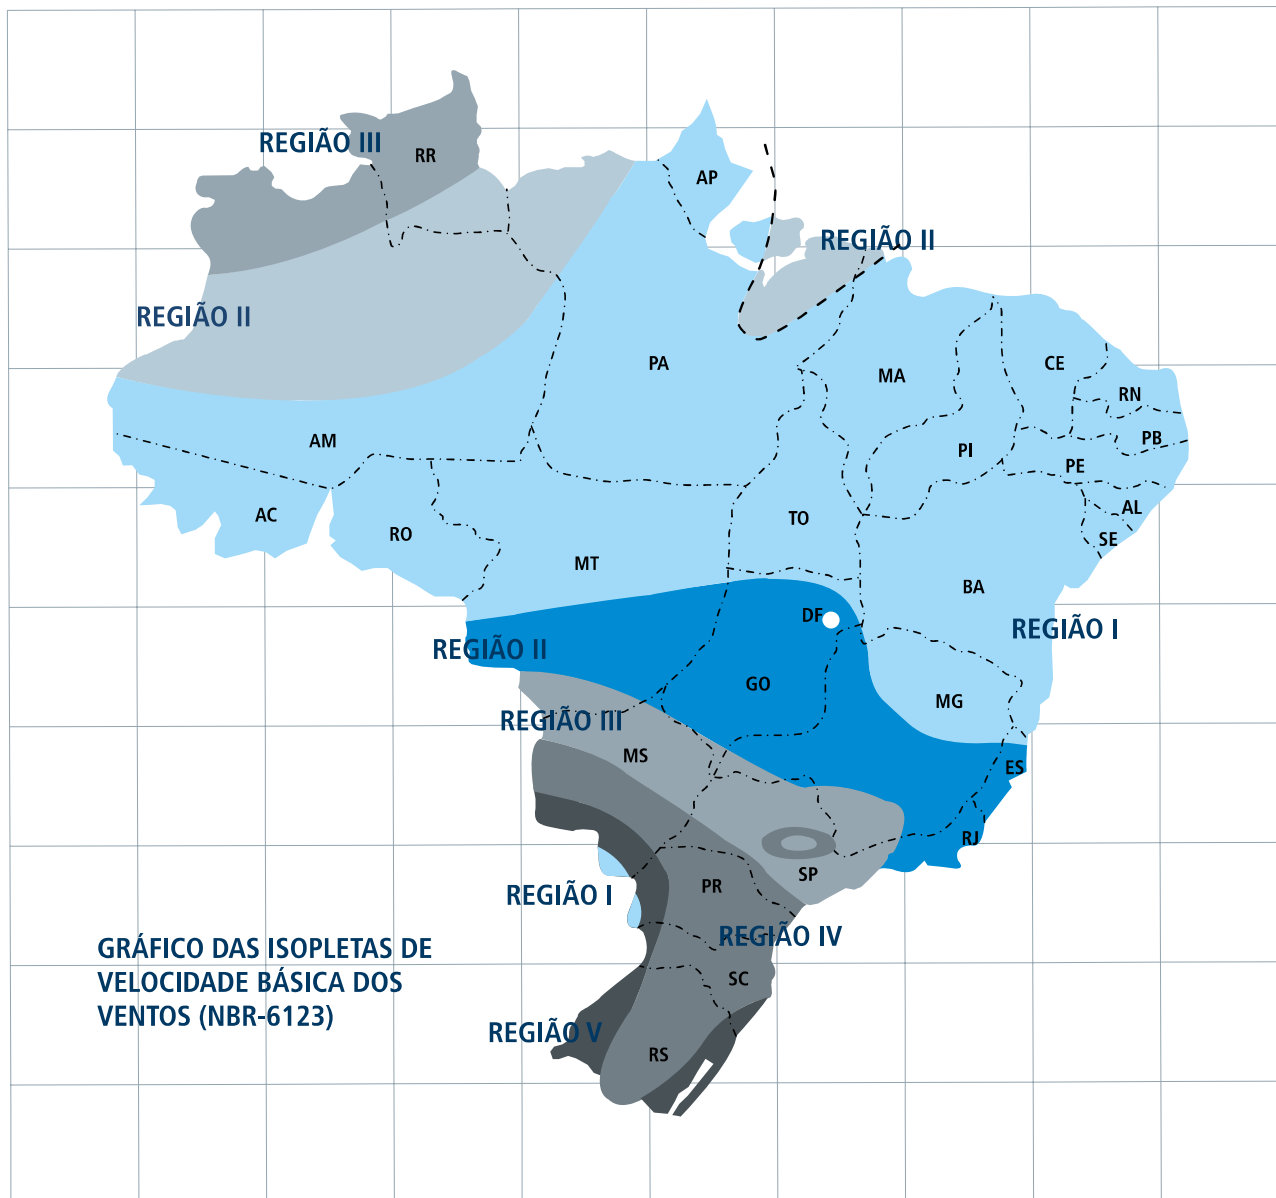 REGIÃO III
RR
AP
REGIÃO II
REGIÃO II
PA
MA
CE
RN
AM
PI
PB
PE
AC
RO
TO
AL
SE
MT
BA
DF
REGIÃO I
REGIÃO II
GO
MG
REGIÃO III
MS
ES
RJ
SP
PR
REGIÃO I
REGIÃO IV
GRÁFICO DAS ISOPLETAS DE
VELOCIDADE BÁSICA DOS
VENTOS (NBR-6123)
SC
REGIÃO V
RS